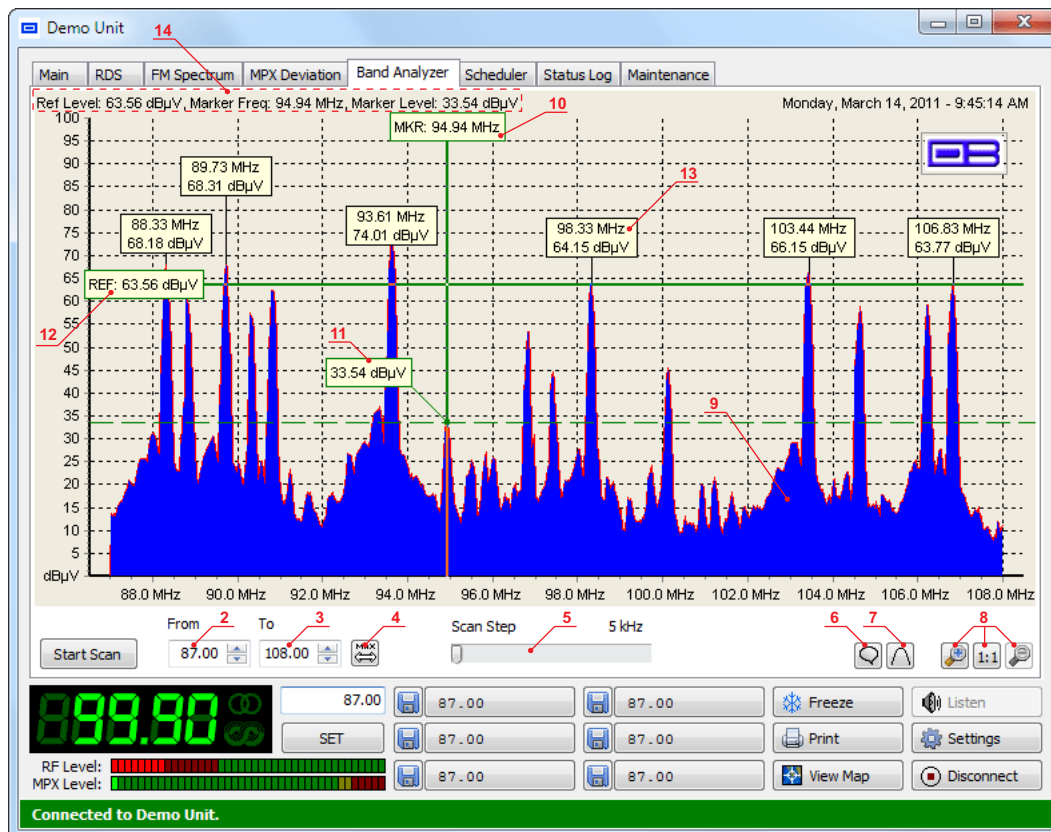 Demo Unit
14
Main RDS FM Spectrum MPX Deviation Band Analyzer Scheduler Status Log Maintenance
Ref Level: 63.56 dBµV, Marker Freq: 94.94 MHz, Marker Level: 33.54 dBµV
Monday, March 14, 2011 - 9:45:14 AM
10
MKR: 94.94 MHz
89.73 MHz
68.31 dBµV
13
88.33 MHz
68.18 dBµV
93.61 MHz
74.01 dBµV
98.33 MHz
64.15 dBµV
103.44 MHz
66.15 dBµV
106.83 MHz
63.77 dBµV
REF: 63.56 dBµV
12
11
33.54 dBµV
9
100
95
90
85
80
75
70
65
60
55
50
45
40
35
30
25
20
15
10
5
dBµV
88.0 MHz 90.0 MHz 92.0 MHz 94.0 MHz 96.0 MHz 98.0 MHz 100.0 MHz 102.0 MHz 104.0 MHz 106.0 MHz 108.0 MHz
2 3 4 5 6 7 8
From To Scan Step 5 kHz
Start Scan 87.00 108.00 MAX 1:1
99.90 87.00 87.00 87.00 Freeze Listen
SET 87.00 87.00 Print Settings
RF Level:
MPX Level: 87.00 87.00 View Map Disconnect
Connected to Demo Unit.